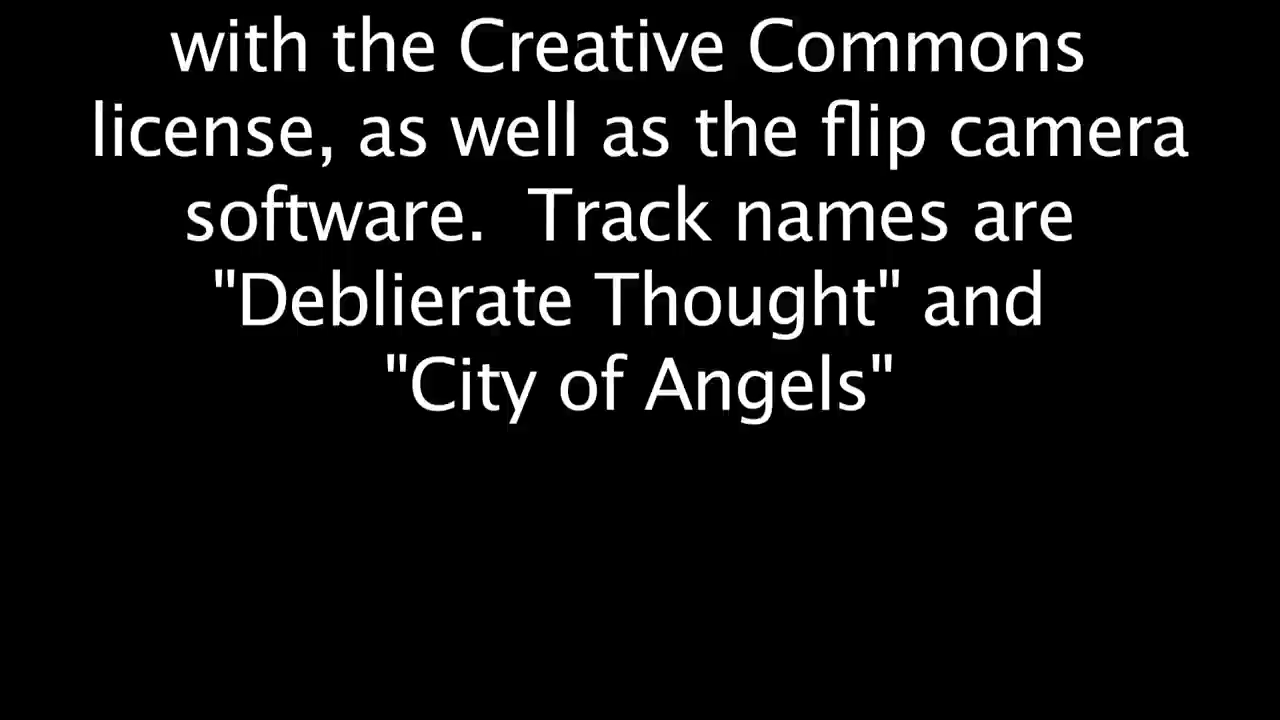 with the Creative Commons
license, as well as the flip camera
software.  Track names are
"Deblierate Thought" and
"City of Angels"